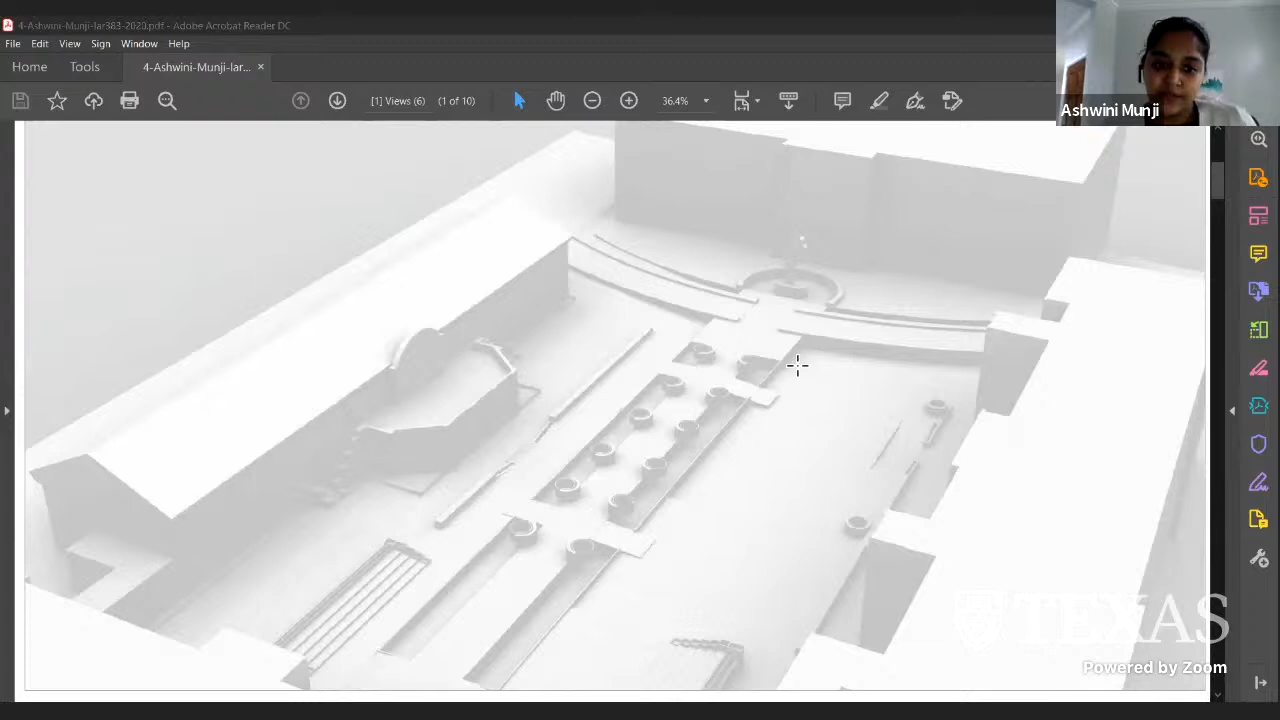 4-Ashwini-Munji-lar383-2020.pdf - Adobe Acrobat Reader DC
File Edit View Sign Window Help
Home Tools 4-Ashwini-Munji-lar... ×
[1] Views (6) (1 of 10) 36.4%
Ashwini Munji
TEXAS
Powered by Zoom